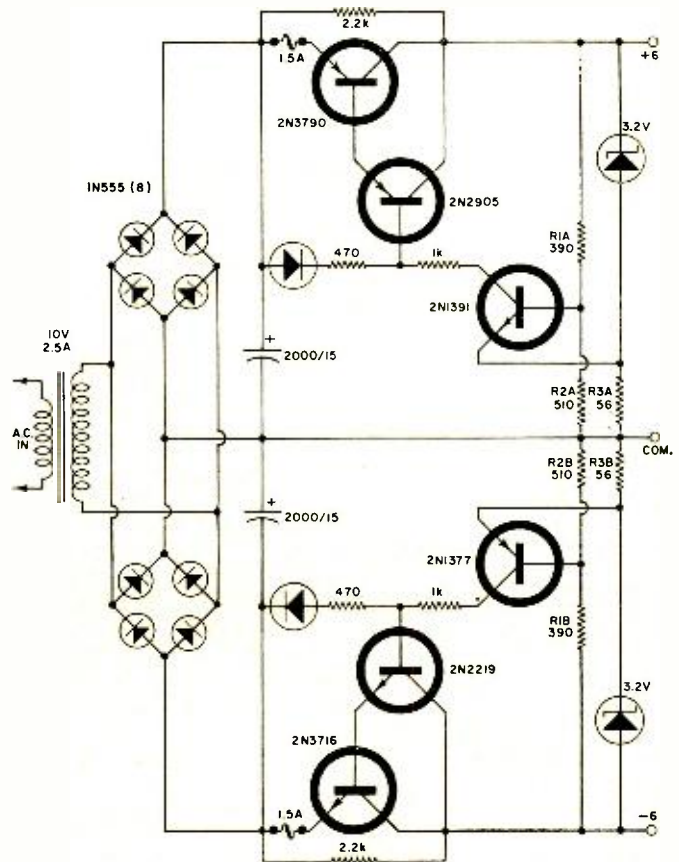 2.2k
1.5A
+6
2N3790
3.2V
2N2905
1N555 (8)
R1A
390
470
1k
2N1391
10V
2.5A
+
2000/15
R2A
510
R3A
56
A.C.
IN
COM.
R2B
510
R3B
56
+
2000/15
2N1377
470
1k
R1B
390
2N2219
3.2V
2N3716
1.5A
-6
2.2k